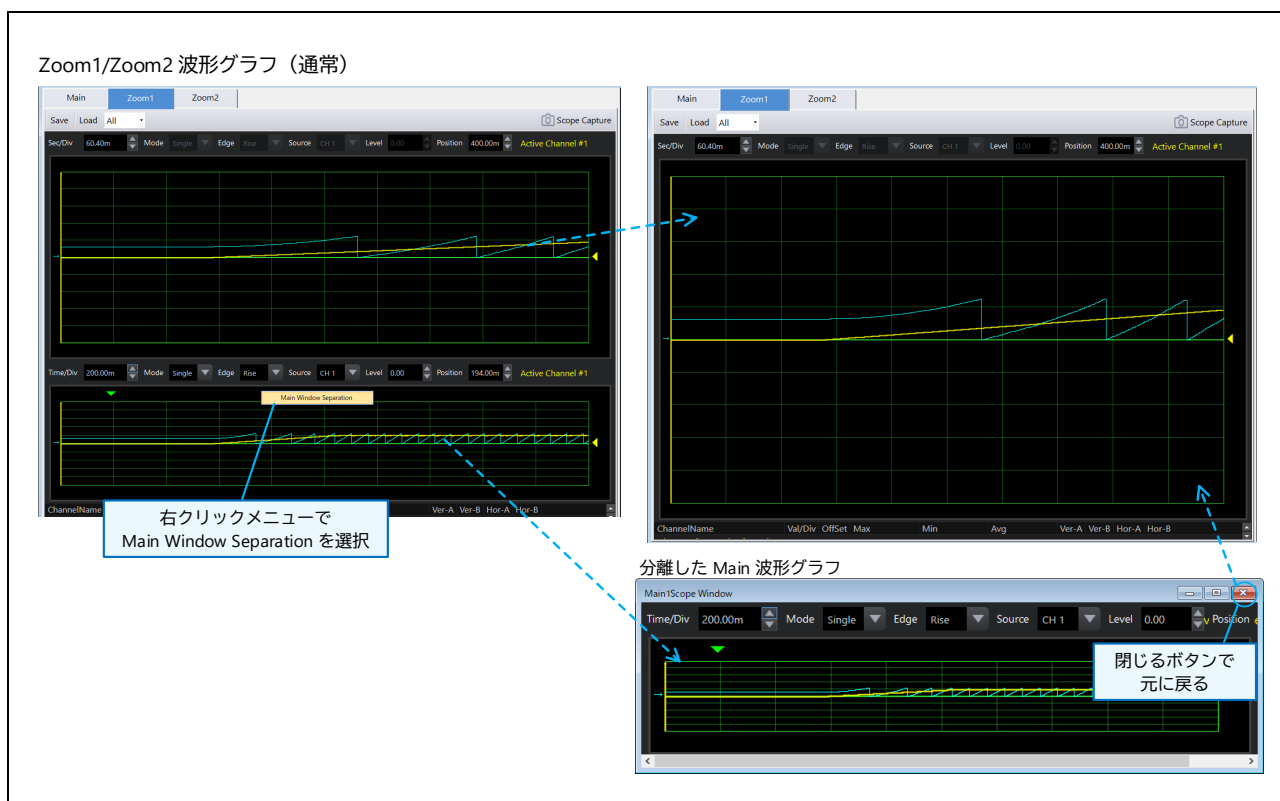 Zoom1/Zoom2 波形グラフ（通常）
Main Zoom1 Zoom2
Save Load All Scope Capture
Sec/Div 60.40m Mode Single Edge Rise Source CH 1 Level 0.00 Position 400.00m Active Channel #1
Time/Div 200.00m Mode Single Edge Rise Source CH 1 Level 0.00 Position 194.00m Active Channel #1
Main Window Separation
ChannelName Ver-A Ver-B Hor-A Hor-B
右クリックメニューで
Main Window Separation を選択
Main Zoom1 Zoom2
Save Load All Scope Capture
Sec/Div 60.40m Mode Single Edge Rise Source CH 1 Level 0.00 Position 400.00m Active Channel #1
ChannelName Val/Div OffSet Max Min Avg Ver-A Ver-B Hor-A Hor-B
分離した Main 波形グラフ
Main1Scope Window
Time/Div 200.00m Mode Single Edge Rise Source CH 1 Level 0.00 Position
閉じるボタンで
元に戻る